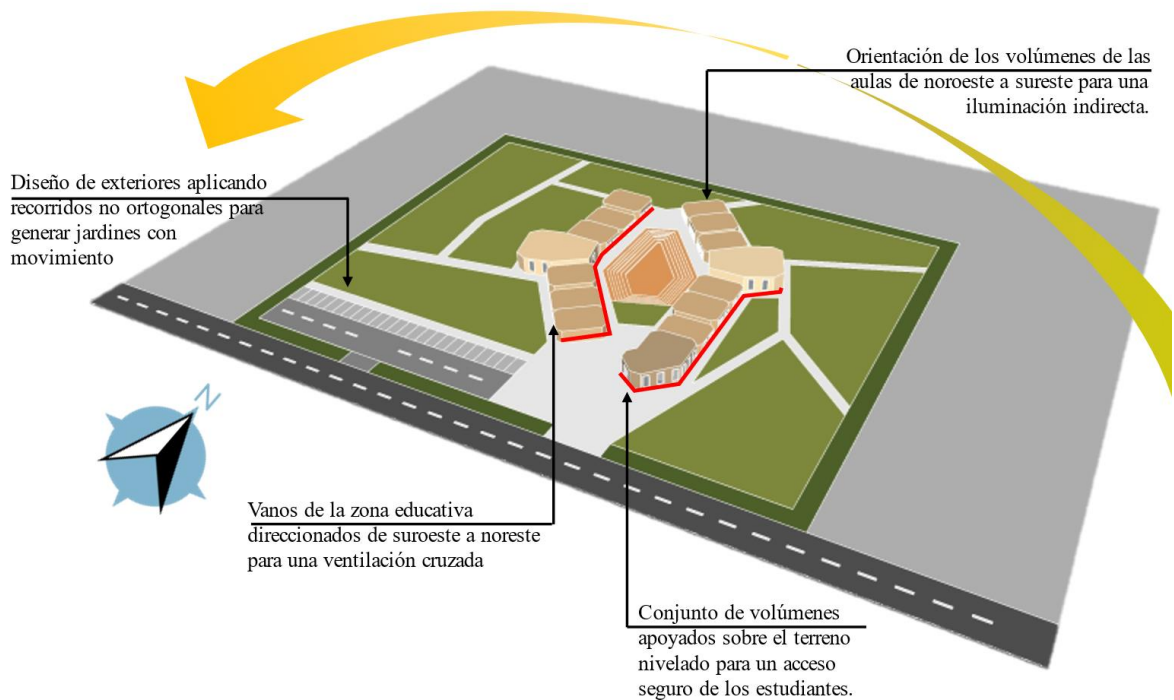 Orientación de los volúmenes de las
aulas de noroeste a sureste para una
iluminación indirecta.
Diseño de exteriores aplicando
recorridos no ortogonales para
generar jardines con
movimiento
N
Vanos de la zona educativa
direccionados de suroeste a noreste
para una ventilación cruzada
Conjunto de volúmenes
apoyados sobre el terreno
nivelado para un acceso
seguro de los estudiantes.